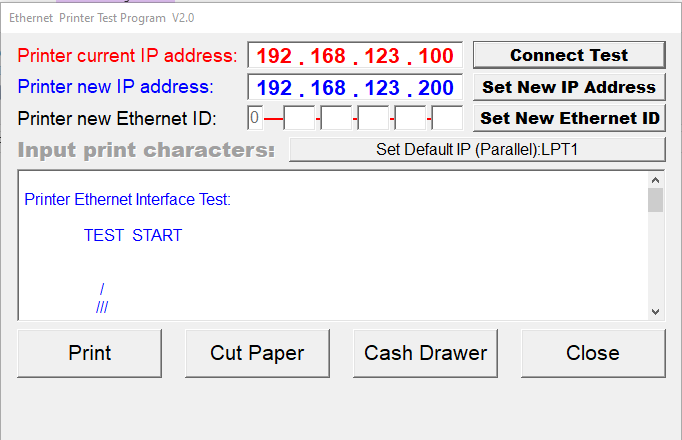 Ethernet  Printer Test Program  V2.0
Printer current IP address: 192 . 168 . 123 . 100 Connect Test
Printer new IP address: 192 . 168 . 123 . 200 Set New IP Address
Printer new Ethernet ID: 0 - - - - - Set New Ethernet ID
Input print characters: Set Default IP (Parallel):LPT1
Printer Ethernet Interface Test:
TEST  START
/
///
Print Cut Paper Cash Drawer Close